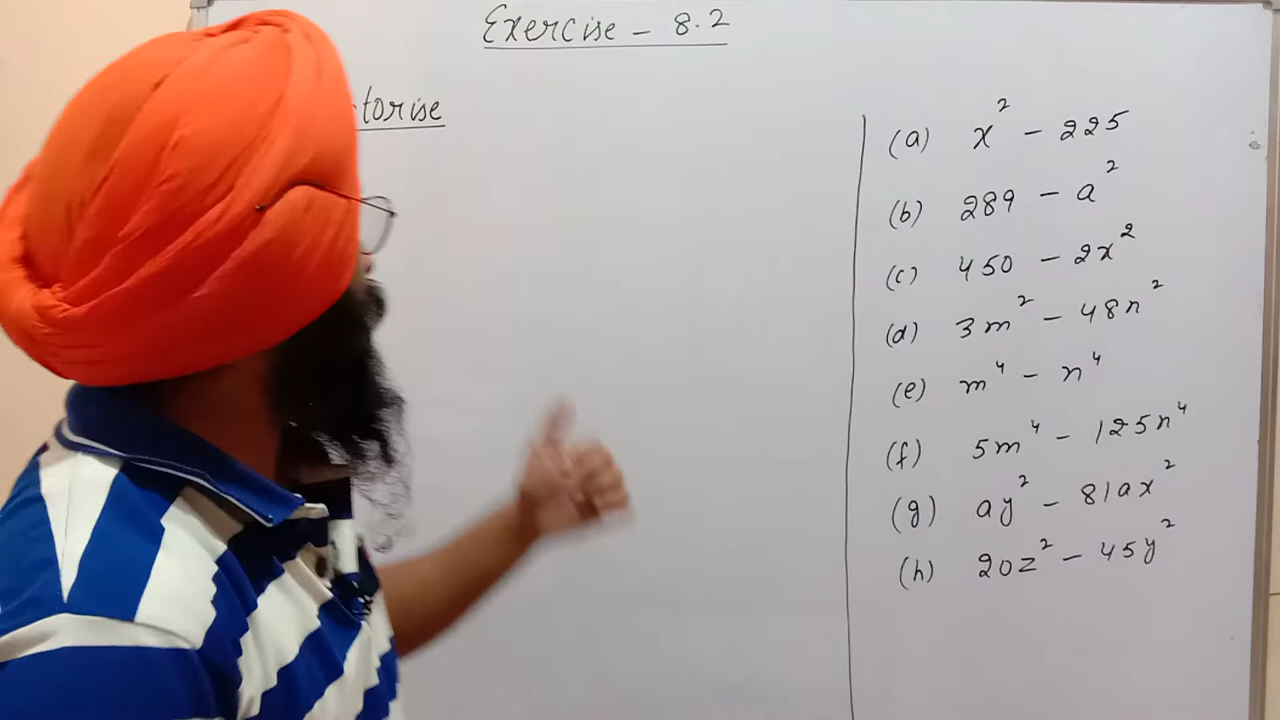 Exercise - 8.2
torise
(a) x² - 225
(b) 289 - a²
(c) 450 - 2x²
(d) 3m² - 48n²
(e) m⁴ - n⁴
(f) 5m⁴ - 125n⁴
(g) ay² - 81ax²
(h) 20z² - 45y²